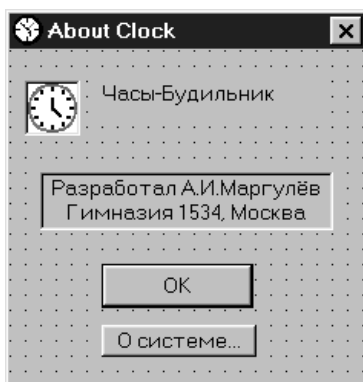 About Clock
Часы-Будильник
Разработал А.И.Маргулёв
Гимназия 1534, Москва
OK
О системе...